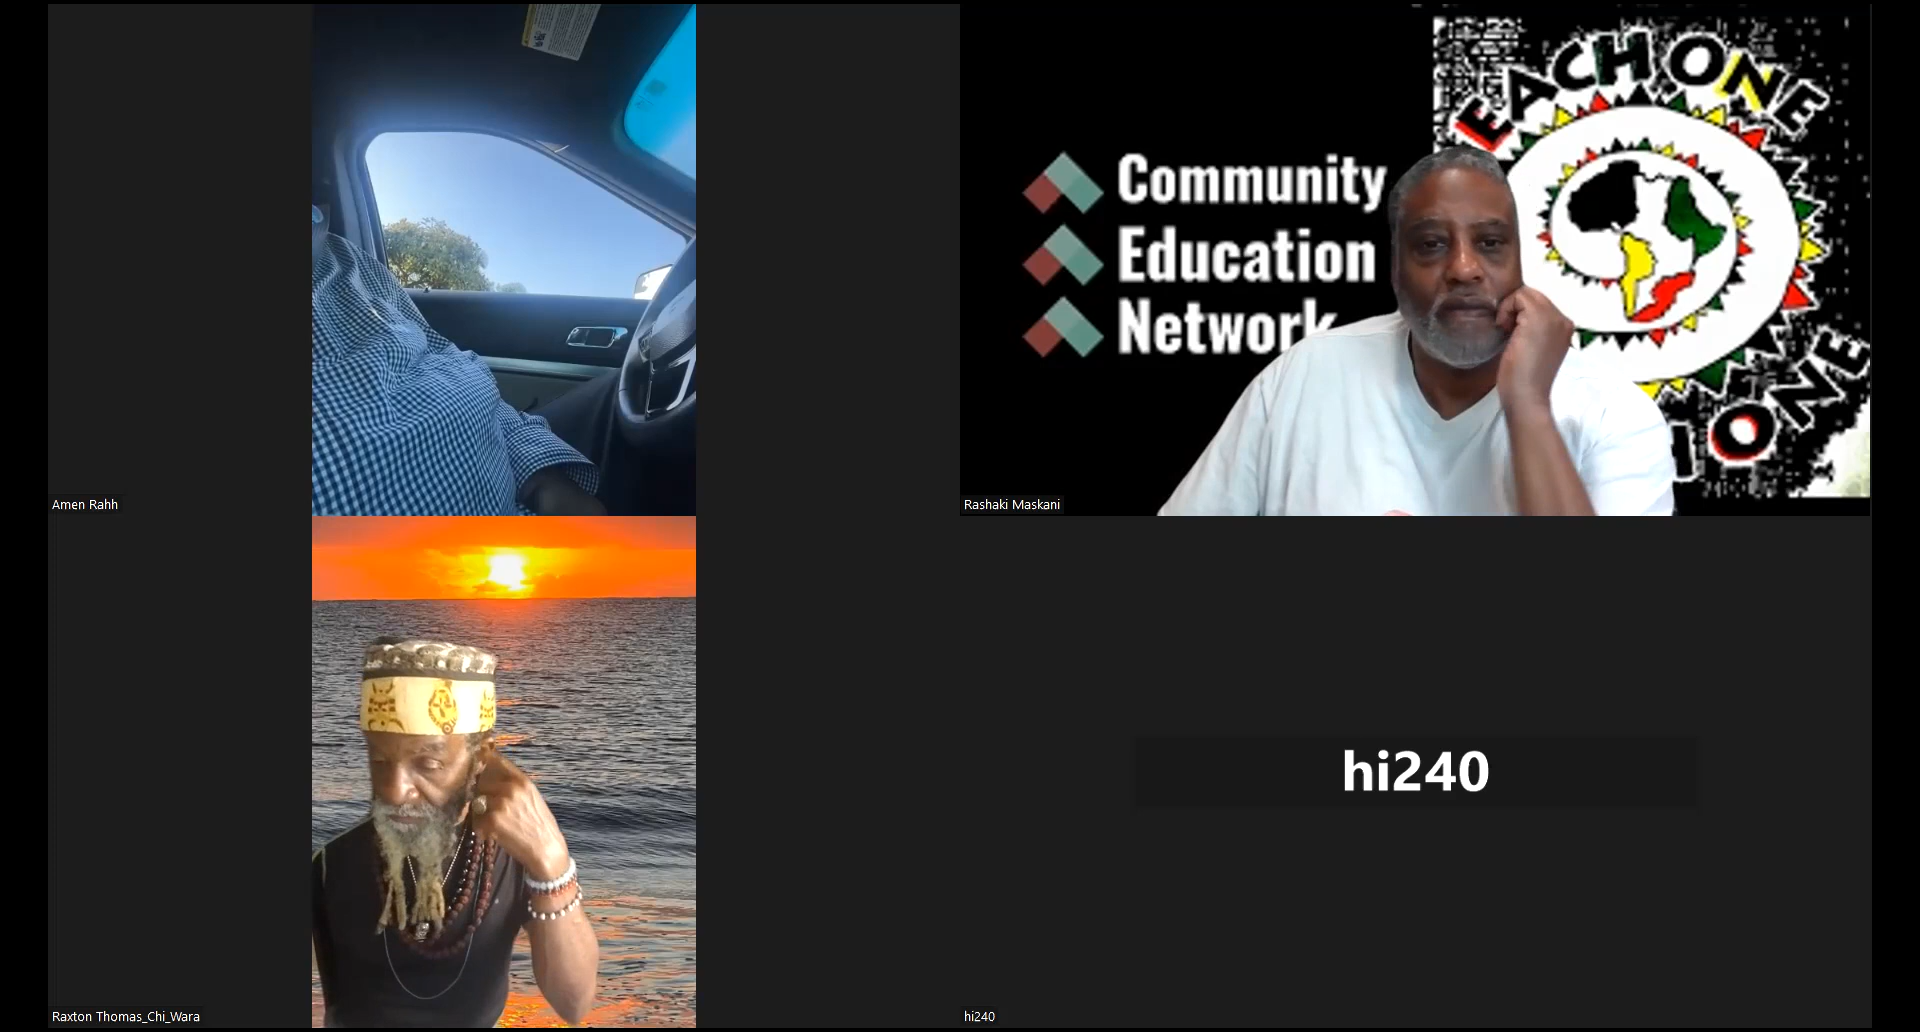 EACH ONE
Community
Education
Network
ONE
Amen Rahh
Rashaki Maskani
hi240
Raxton Thomas_Chi_Wara
hi240